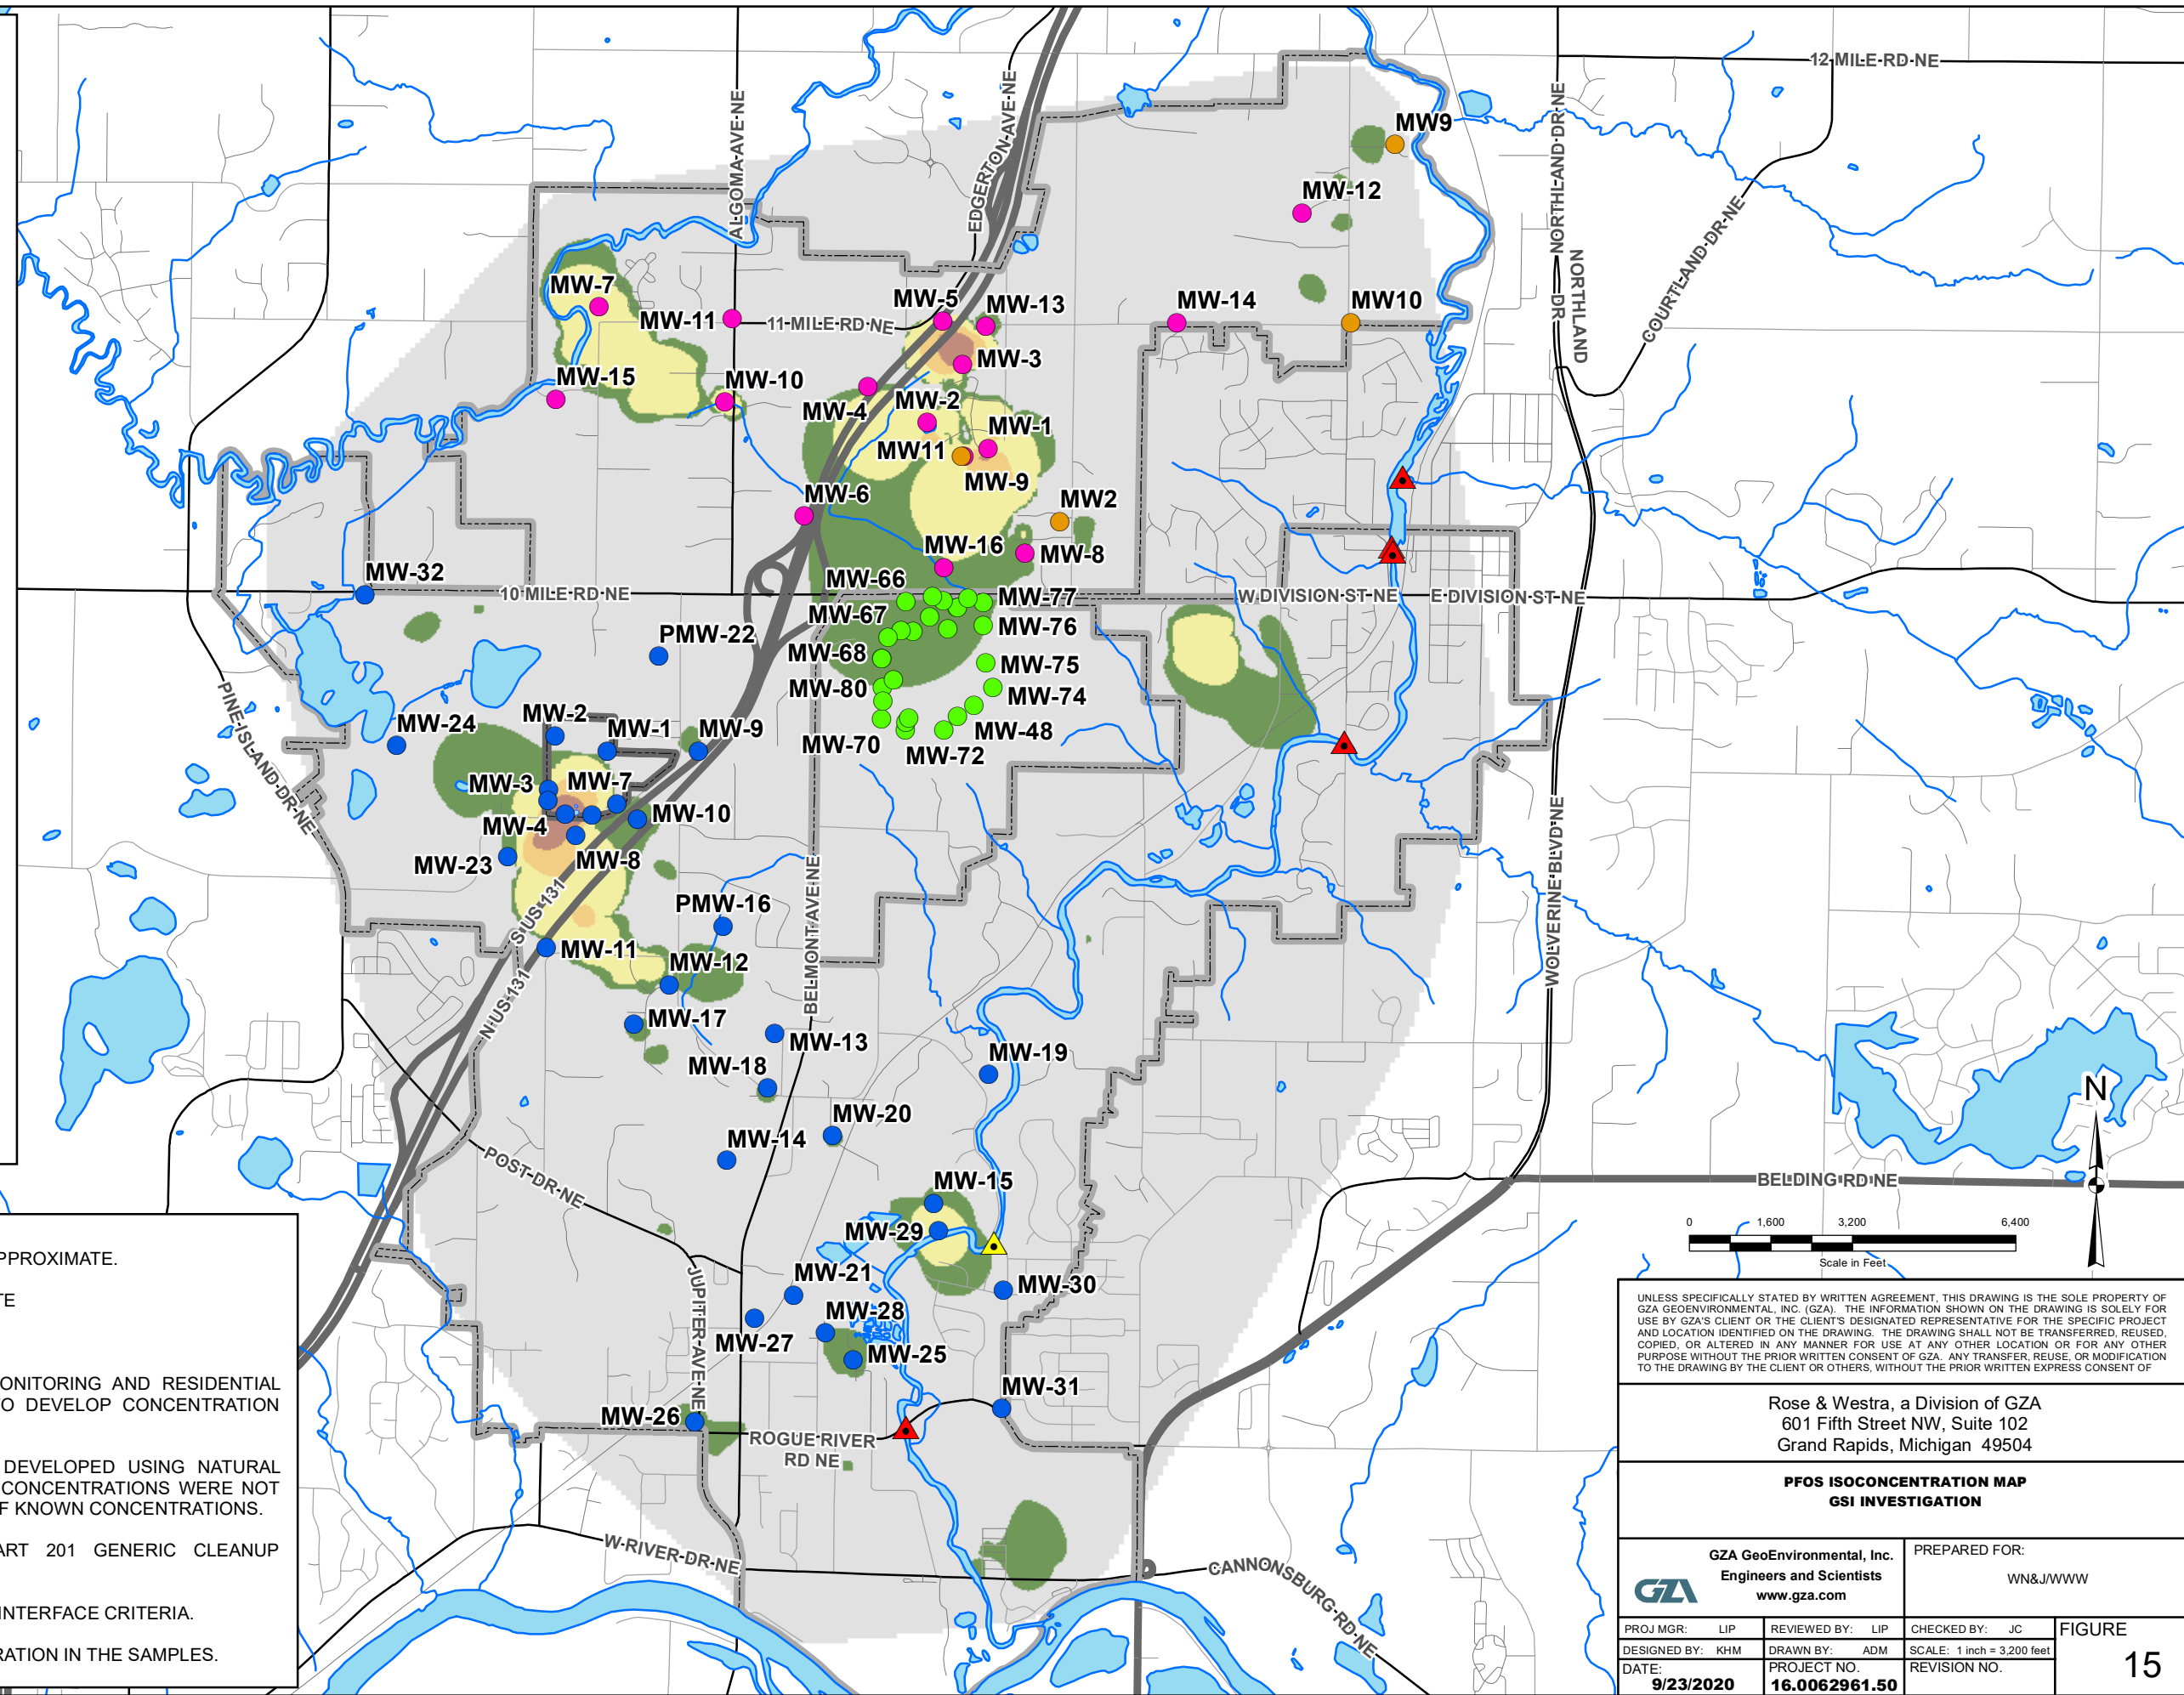 12 MILE RD NE
EDGERTON AVE NE
ALGOMA AVE NE
NORTHLAND DR NE
MW9
MW-12
COURTLAND DR NE
NORTHLAND DR
MW-7
MW-5
MW-13
MW-14
MW10
MW-11
11 MILE RD NE
MW-3
MW-15
MW-10
MW-4
MW-2
MW-1
MW11
MW-9
MW-6
MW2
MW-16
MW-8
MW-32
10 MILE RD NE
MW-66
MW-77
W DIVISION ST NE
E DIVISION ST NE
MW-67
MW-76
PMW-22
MW-68
MW-75
MW-80
MW-74
PINE ISLAND DR NE
MW-24
MW-2
MW-1
MW-9
MW-70
MW-48
MW-72
MW-3
MW-7
MW-4
MW-10
MW-23
MW-8
WOLVERINE BLVD NE
BELMONT AVE NE
S US 131
PMW-16
MW-11
MW-12
N US 131
MW-17
MW-13
MW-19
MW-18
MW-20
MW-14
POST DR NE
MW-15
MW-29
BELDING RD NE
MW-21
MW-30
MW-28
MW-27
MW-25
JUPITER AVE NE
MW-31
MW-26
ROGUE RIVER
RD NE
W RIVER DR NE
CANNONSBURG RD NE
N
0 1,600 3,200 6,400
Scale in Feet
PPROXIMATE.
TE
ONITORING AND RESIDENTIAL
O DEVELOP CONCENTRATION
DEVELOPED USING NATURAL
CONCENTRATIONS WERE NOT
F KNOWN CONCENTRATIONS.
ART 201 GENERIC CLEANUP
INTERFACE CRITERIA.
RATION IN THE SAMPLES.
UNLESS SPECIFICALLY STATED BY WRITTEN AGREEMENT, THIS DRAWING IS THE SOLE PROPERTY OF
GZA GEOENVIRONMENTAL, INC. (GZA). THE INFORMATION SHOWN ON THE DRAWING IS SOLELY FOR
USE BY GZA'S CLIENT OR THE CLIENT'S DESIGNATED REPRESENTATIVE FOR THE SPECIFIC PROJECT
AND LOCATION IDENTIFIED ON THE DRAWING. THE DRAWING SHALL NOT BE TRANSFERRED, REUSED,
COPIED, OR ALTERED IN ANY MANNER FOR USE AT ANY OTHER LOCATION OR FOR ANY OTHER
PURPOSE WITHOUT THE PRIOR WRITTEN CONSENT OF GZA. ANY TRANSFER, REUSE, OR MODIFICATION
TO THE DRAWING BY THE CLIENT OR OTHERS, WITHOUT THE PRIOR WRITTEN EXPRESS CONSENT OF
Rose & Westra, a Division of GZA
601 Fifth Street NW, Suite 102
Grand Rapids, Michigan 49504
PFOS ISOCONCENTRATION MAP
GSI INVESTIGATION
GZA
GZA GeoEnvironmental, Inc.
Engineers and Scientists
www.gza.com
PREPARED FOR:
WN&J/WWW
PROJ MGR: LIP
REVIEWED BY: LIP
CHECKED BY: JC
DESIGNED BY: KHM
DRAWN BY: ADM
SCALE: 1 inch = 3,200 feet
DATE:
9/23/2020
PROJECT NO.
16.0062961.50
REVISION NO.
FIGURE
15